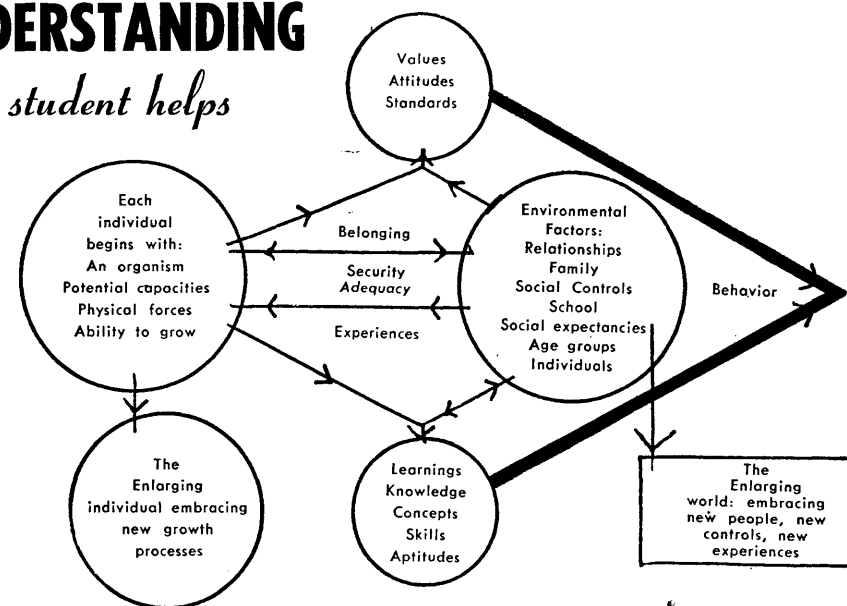 DERSTANDING
student helps
Values
Attitudes
Standards
Each
individual
begins with:
An organism
Potential capacities
Physical forces
Ability to grow
Belonging
Security
Adequacy
Experiences
Environmental
Factors:
Relationships
Family
Social Controls
School
Social expectancies
Age groups
Individuals
Behavior
The
Enlarging
individual embracing
new growth
processes
Learnings
Knowledge
Concepts
Skills
Aptitudes
The
Enlarging
world: embracing
new people, new
controls, new
experiences